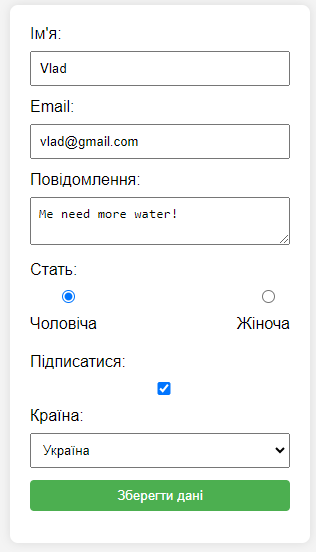 Ім'я:
Vlad
Email:
vlad@gmail.com
Повідомлення:
Me need more water!
Стать:
Чоловіча Жіноча
Підписатися:
Країна:
Україна
Зберегти дані